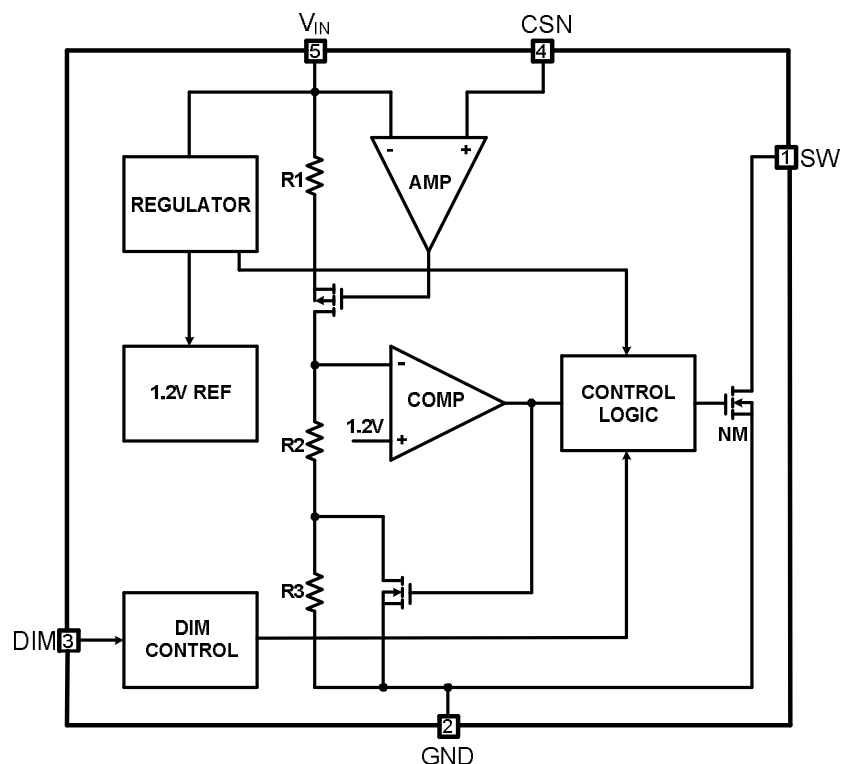 VIN
CSN
5
4
1
SW
- +
AMP
R1
REGULATOR
1.2V REF
-
COMP
+
1.2V
R2
CONTROL
LOGIC
NM
R3
DIM
3
DIM
CONTROL
2
GND